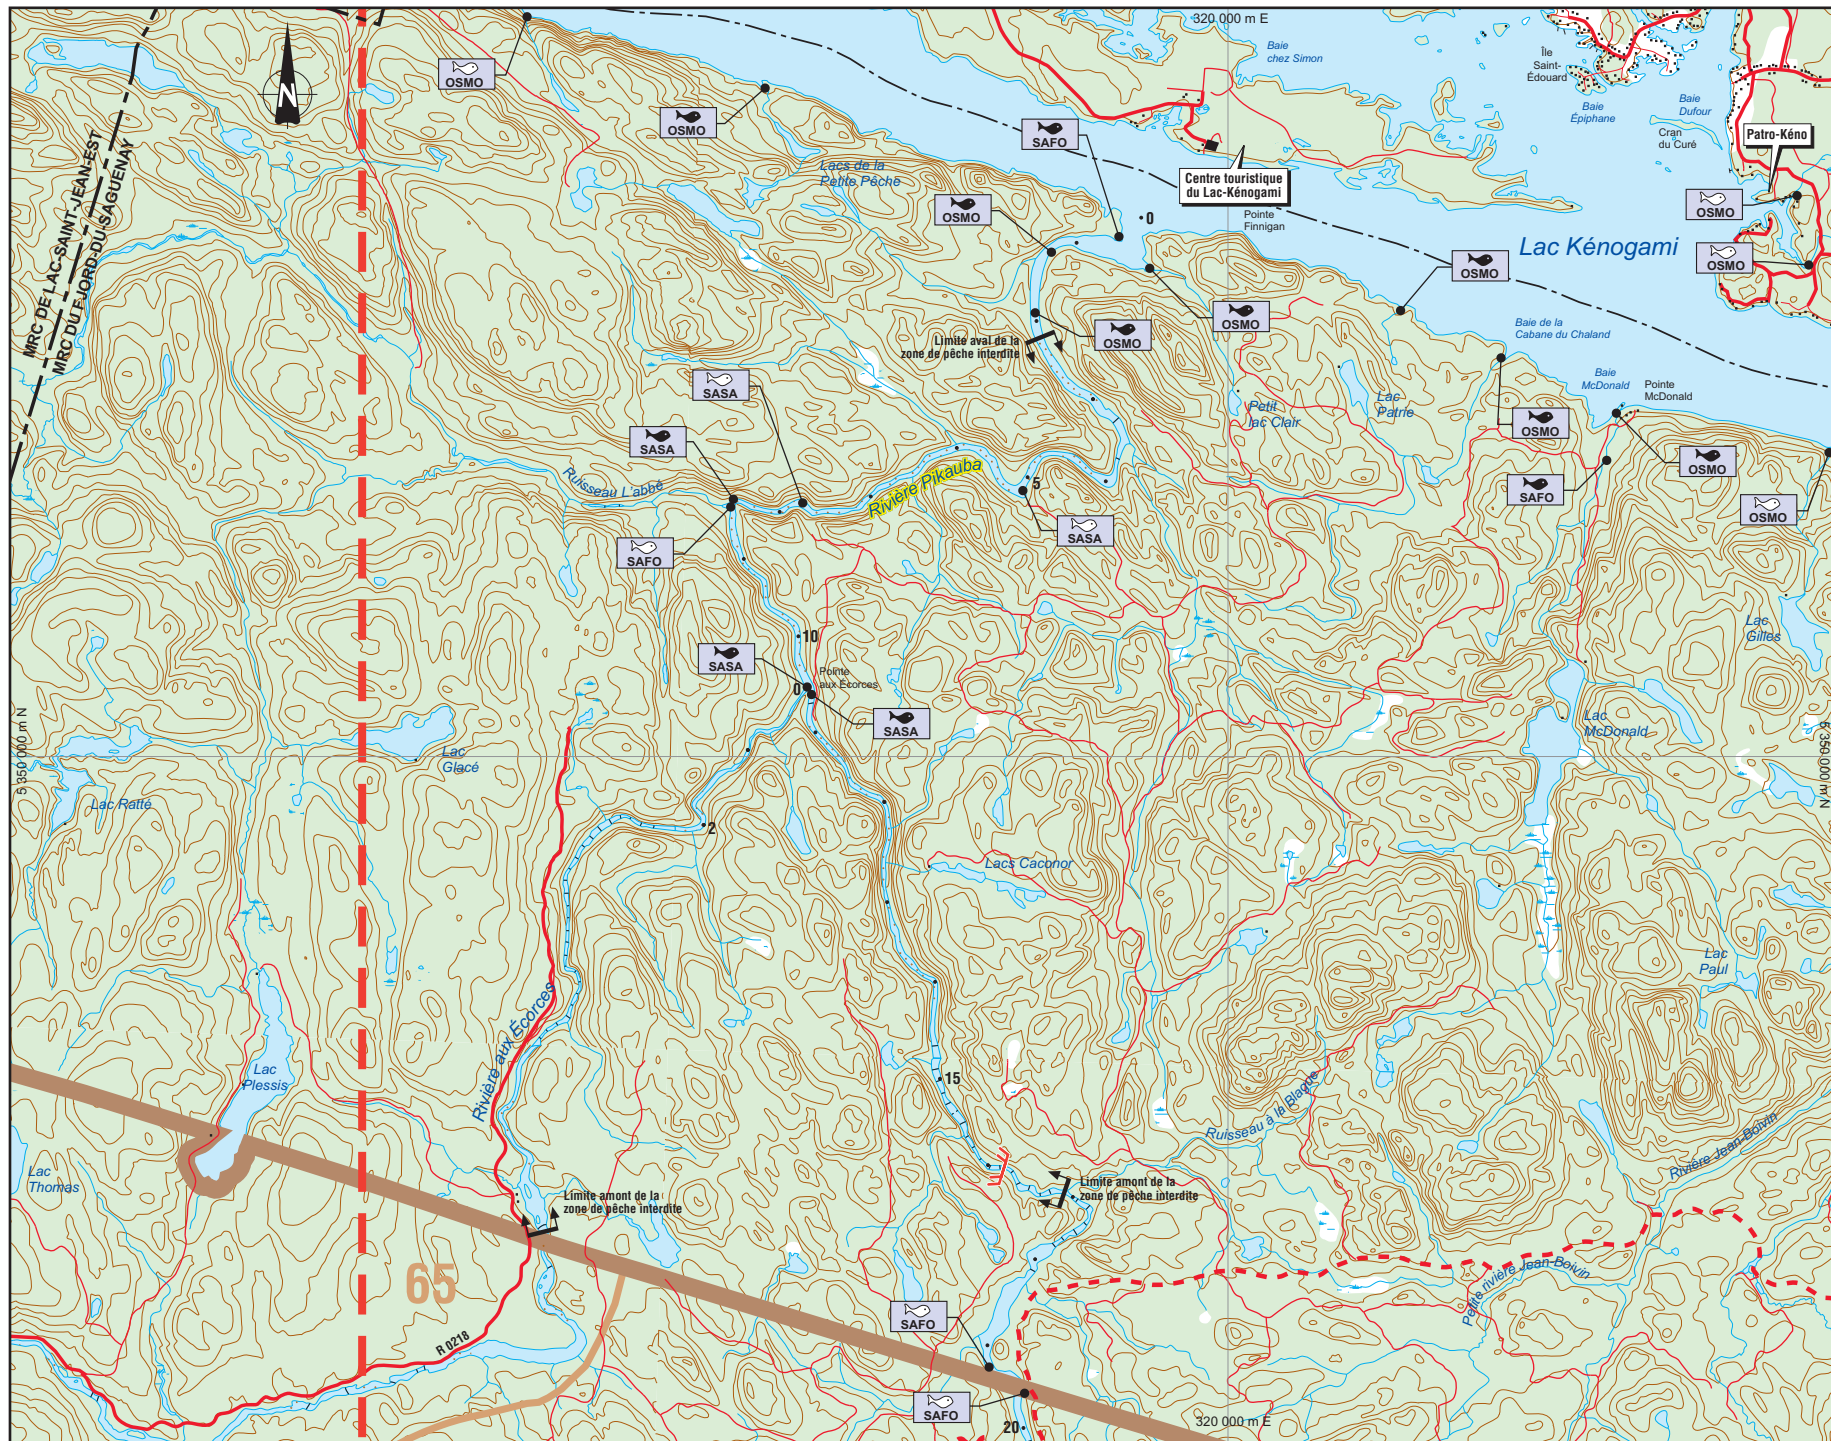 320 000 m E
Baie
chez Simon
Île
Saint-
Édouard
Baie
Épiphane
Baie
Dufour
Cran
du Curé
Patro-Kéno
OSMO
OSMO
SAFO
N
MRC DE LAC-SAINT-JEAN-EST
MRC DU FJORD-DU-SAGUENAY
Lacs de la
Petite Pêche
Centre touristique
du Lac-Kénogami
Pointe
Finnigan
OSMO
0
OSMO
OSMO
Lac Kénogami
OSMO
OSMO
OSMO
Limite aval de la
zone de pêche interdite
Baie de la
Cabane du Chaland
Baie
McDonald
Pointe
McDonald
SASA
Petit
lac Clair
Lac
Patrie
OSMO
SASA
OSMO
Ruisseau L'abbé
Rivière Pikauba
5
SAFO
OSMO
SASA
SAFO
10
SASA
0
Pointe
aux Écorces
SASA
Lac
Gilles
5 350 000 m N
Lac
Glacé
Lac
McDonald
5 350 000 m N
Lac Ratté
2
Lacs Caconor
Lac
Paul
Rivière aux Écorces
Lac
Plessis
15
Ruisseau à la Blague
Rivière Jean-Boivin
Lac
Thomas
Limite amont de la
zone de pêche interdite
Limite amont de la
zone de pêche interdite
65
Petite rivière Jean-Boivin
SAFO
R 0218
SAFO
20
320 000 m E